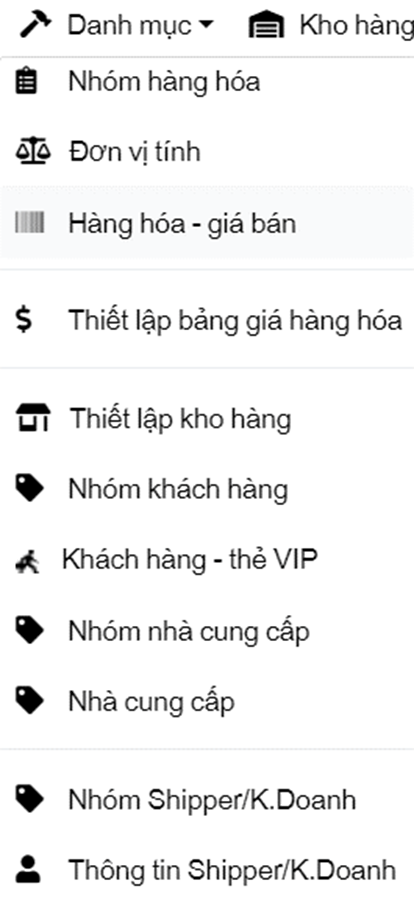 Danh mục Kho hàng
Nhóm hàng hóa
Đơn vị tính
Hàng hóa - giá bán
Thiết lập bảng giá hàng hóa
Thiết lập kho hàng
Nhóm khách hàng
Khách hàng - thẻ VIP
Nhóm nhà cung cấp
Nhà cung cấp
Nhóm Shipper/K.Doanh
Thông tin Shipper/K.Doanh